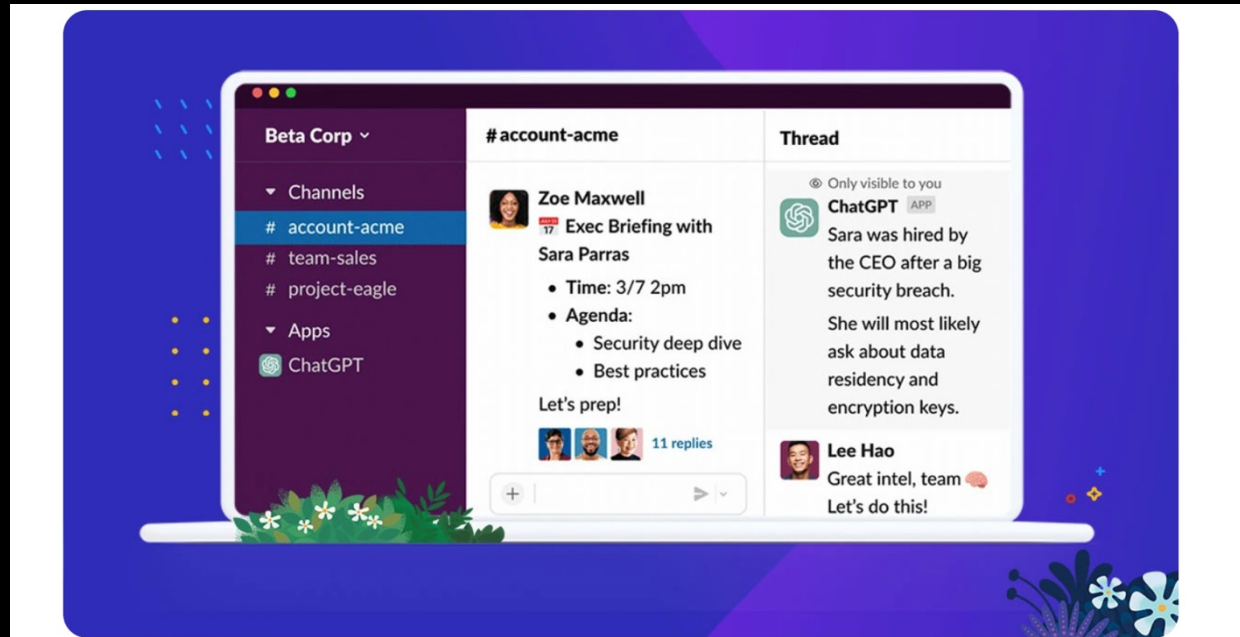 Beta Corp
Channels
# account-acme
# team-sales
# project-eagle
Apps
ChatGPT
#account-acme
Zoe Maxwell
17 Exec Briefing with
Sara Parras
• Time: 3/7 2pm
• Agenda:
• Security deep dive
• Best practices
Let's prep!
11 replies
Thread
Only visible to you
ChatGPT APP
Sara was hired by
the CEO after a big
security breach.
She will most likely
ask about data
residency and
encryption keys.
Lee Hao
Great intel, team
Let's do this!